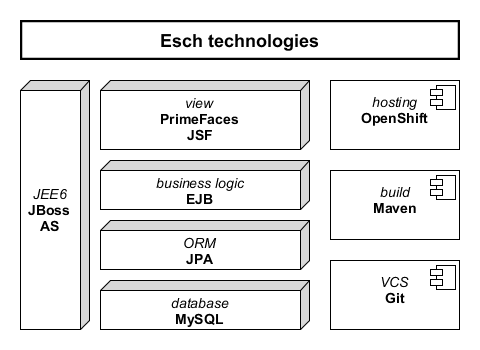 Esch technologies
JEE6
JBoss
AS
view
PrimeFaces
JSF
business logic
EJB
ORM
JPA
database
MySQL
hosting
OpenShift
build
Maven
VCS
Git